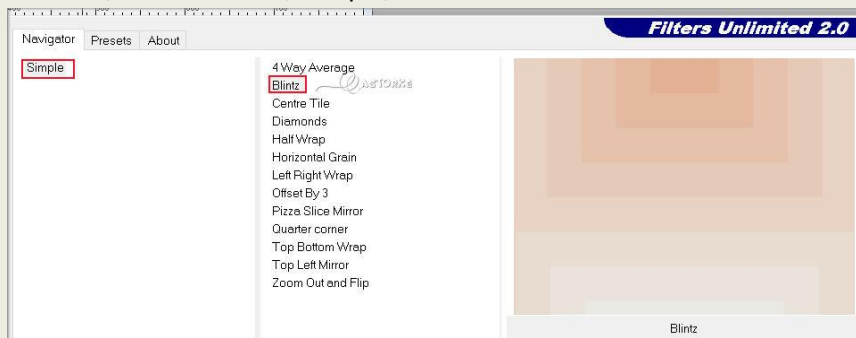 Filters Unlimited 2.0
Navigator Presets About
Simple
4 Way Average
Blintz
Centre Tile
Diamonds
Half Wrap
Horizontal Grain
Left Right Wrap
Offset By 3
Pizza Slice Mirror
Quarter corner
Top Bottom Wrap
Top Left Mirror
Zoom Out and Flip
Blintz